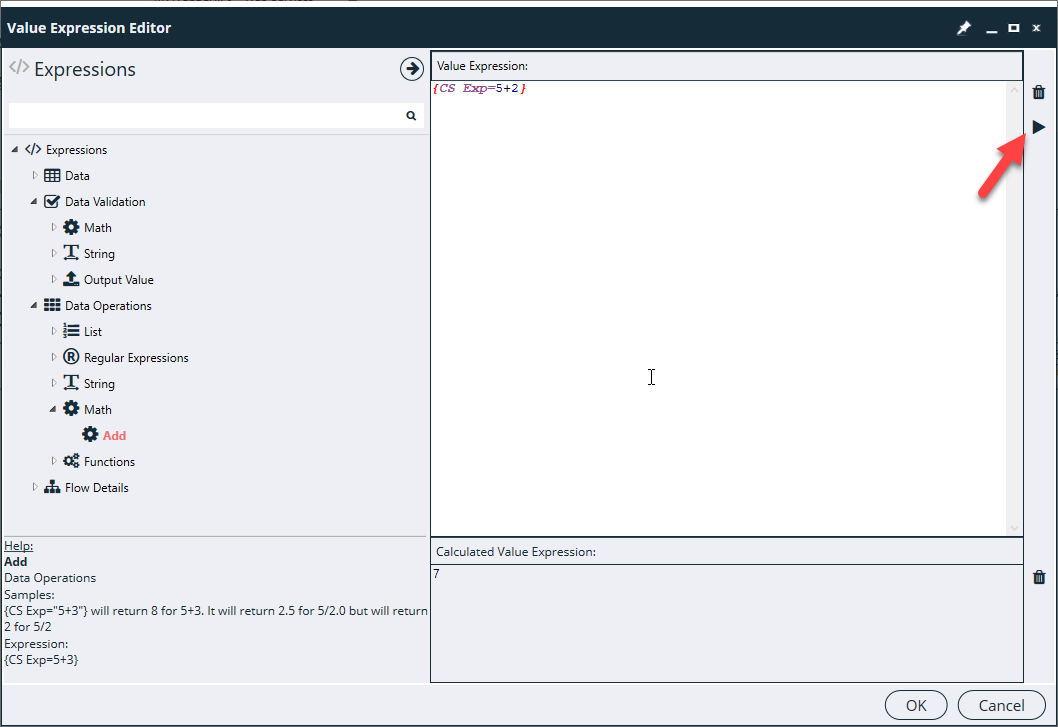 Value Expression Editor
</> Expressions
Value Expression:
{CS Exp=5+2}
</> Expressions
Data
Data Validation
Math
String
Output Value
Data Operations
List
Regular Expressions
String
Math
Add
Functions
Flow Details
Help:
Add
Data Operations
Samples:
{CS Exp="5+3"} will return 8 for 5+3. It will return 2.5 for 5/2.0 but will return
2 for 5/2
Expression:
{CS Exp=5+3}
Calculated Value Expression:
7
OK
Cancel